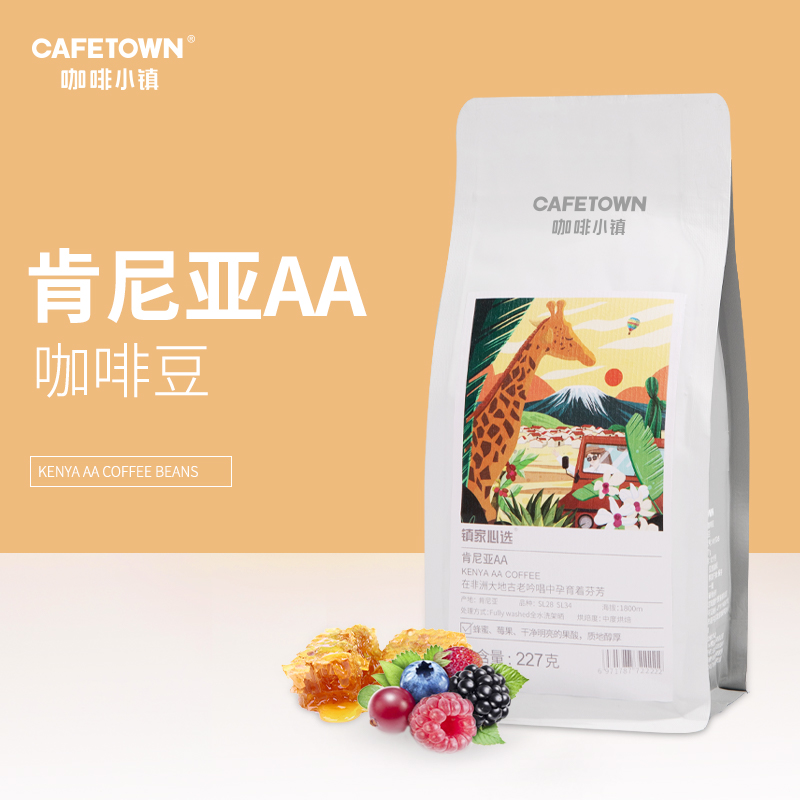 CAFETOWN®
咖啡小镇
肯尼亚AA
咖啡豆
KENYA AA COFFEE BEANS
CAFETOWN
咖啡小镇
镇家必选
肯尼亚AA
KENYA AA COFFEE
在非洲大地古老吟唱中孕育着芬芳
产地：肯尼亚 品种：SL28 SL34 海拔：1800m
处理方式：Fully washed全水洗架晒 烘焙度：中度烘焙
蜂蜜、莓果、干净明亮的果酸，质地醇厚
含量：227克